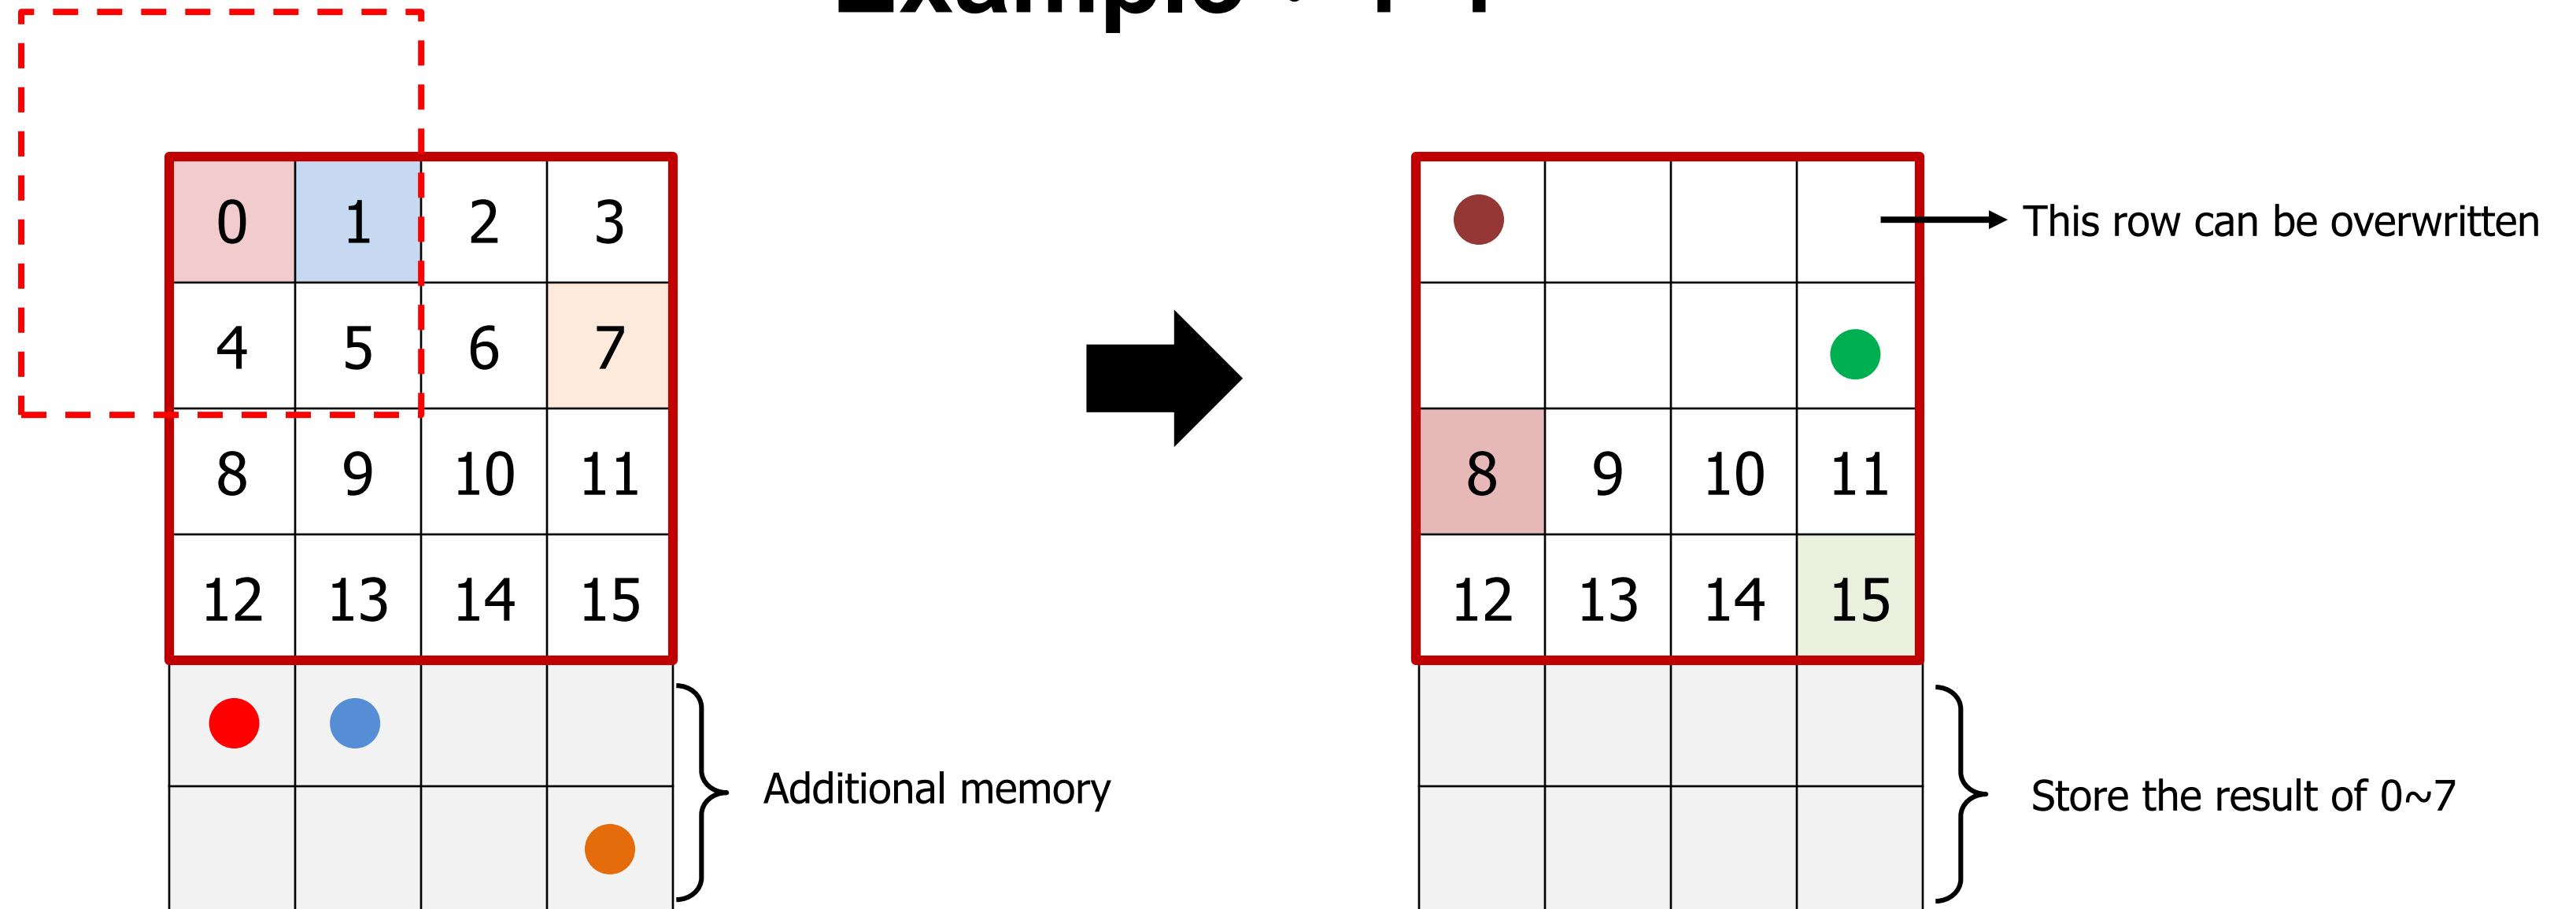 Example
0 1 2 3
4 5 6 7
8 9 10 11
12 13 14 15
Additional memory
This row can be overwritten
8 9 10 11
12 13 14 15
Store the result of 0~7